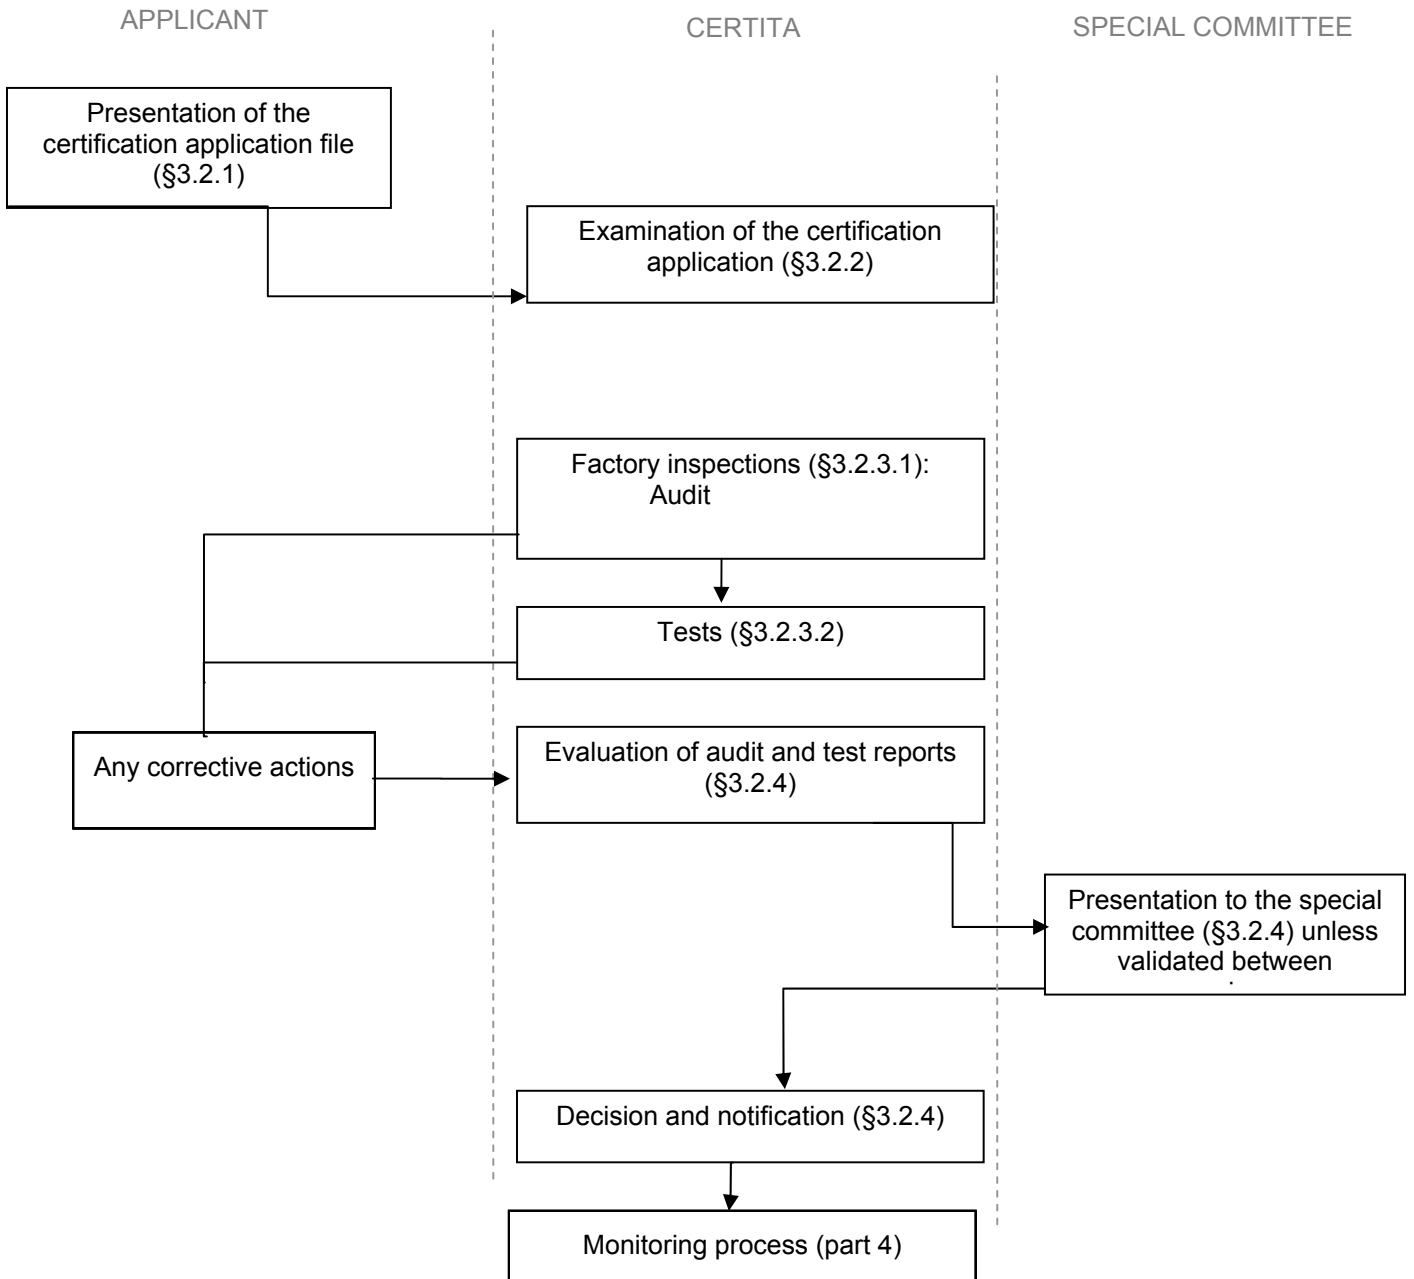 APPLICANT
CERTITA
SPECIAL COMMITTEE
Presentation of the
certification application file
(§3.2.1)
Examination of the certification
application (§3.2.2)
Factory inspections (§3.2.3.1):
Audit
Tests (§3.2.3.2)
Any corrective actions
Evaluation of audit and test reports
(§3.2.4)
Presentation to the special
committee (§3.2.4) unless
validated between
Decision and notification (§3.2.4)
Monitoring process (part 4)